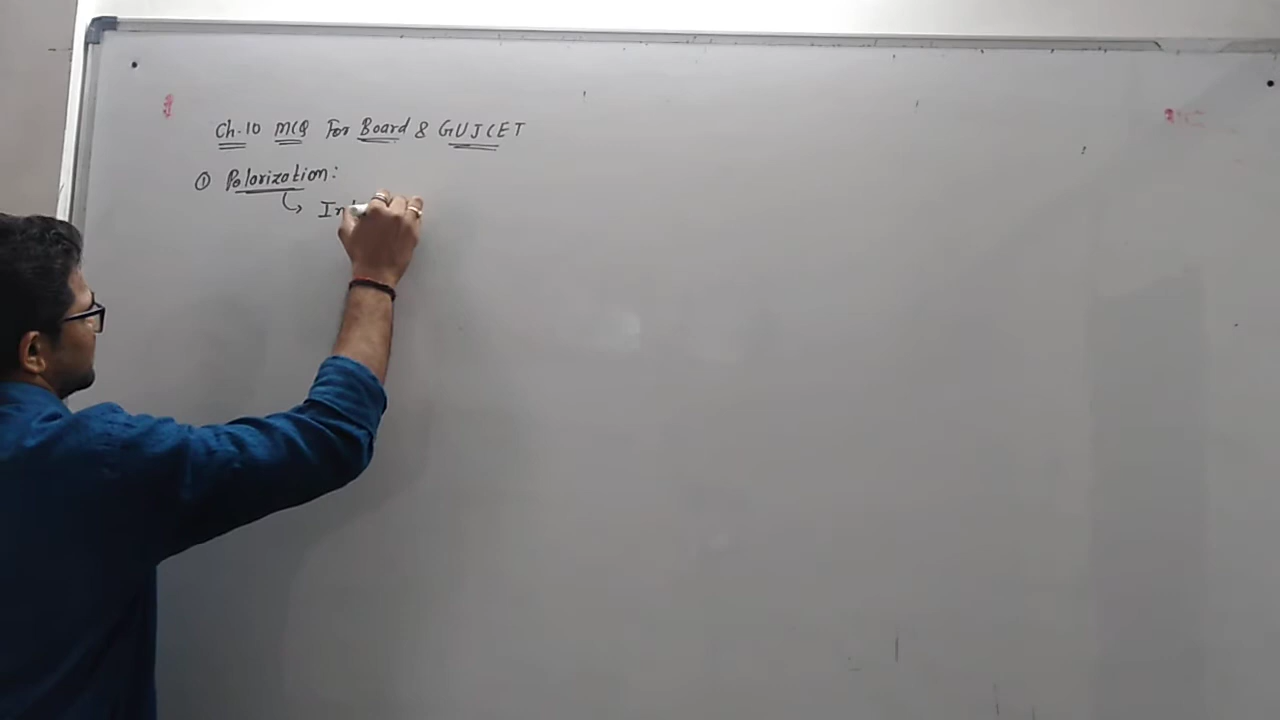 Ch.10 MCQ For Board & GUJCET
① Polarization: